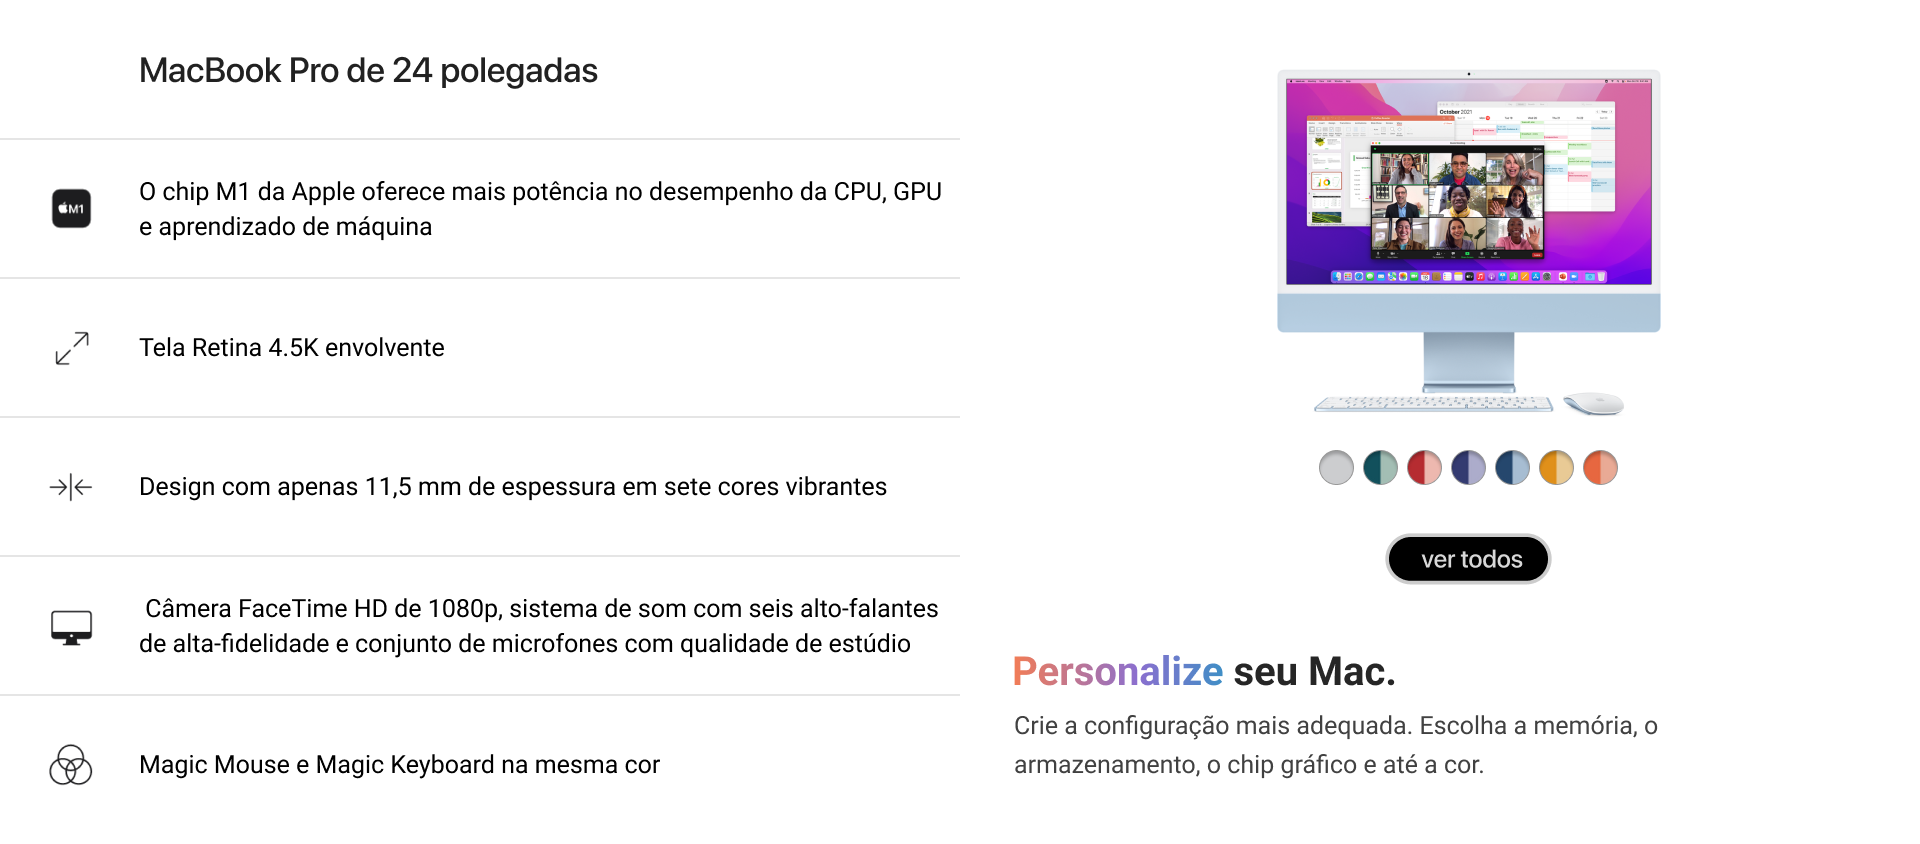 MacBook Pro de 24 polegadas
M1
O chip M1 da Apple oferece mais potência no desempenho da CPU, GPU
e aprendizado de máquina
Tela Retina 4.5K envolvente
Design com apenas 11,5 mm de espessura em sete cores vibrantes
Câmera FaceTime HD de 1080p, sistema de som com seis alto-falantes
de alta-fidelidade e conjunto de microfones com qualidade de estúdio
Magic Mouse e Magic Keyboard na mesma cor
October 2021
ver todos
Personalize seu Mac.
Crie a configuração mais adequada. Escolha a memória, o
armazenamento, o chip gráfico e até a cor.